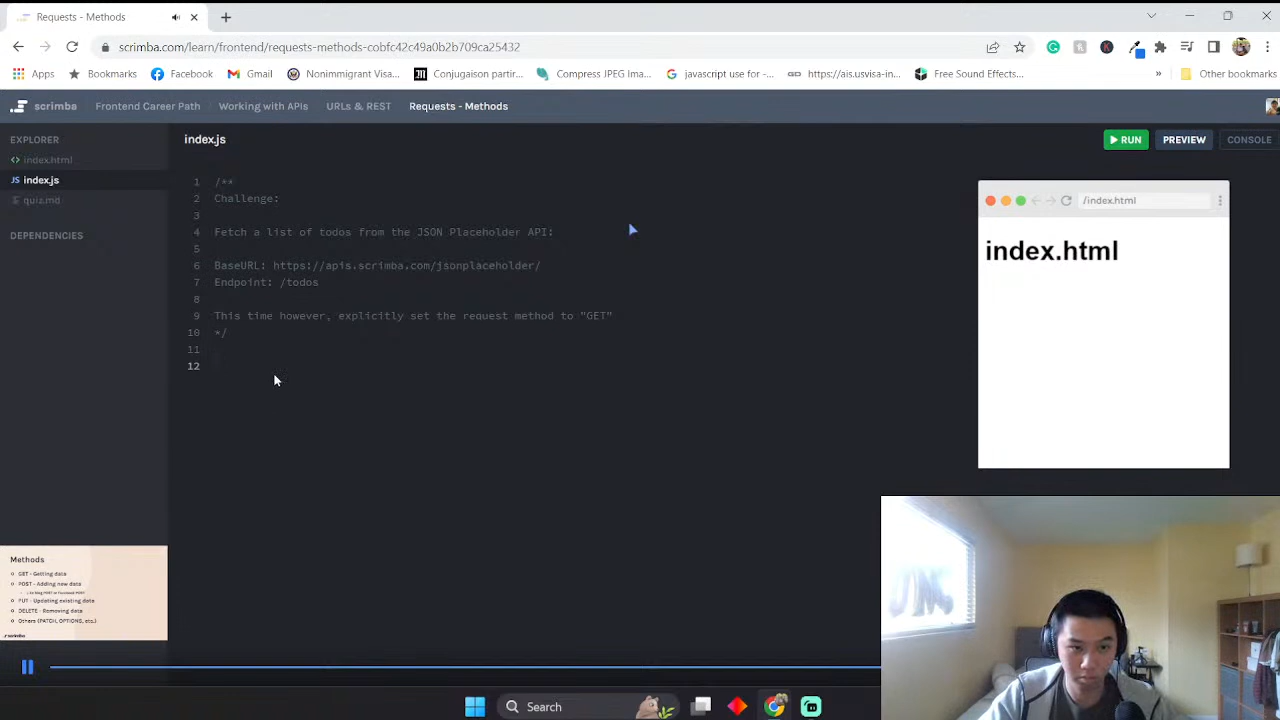 Requests - Methods
scrimba.com/learn/frontend/requests-methods-cobfc42c49a0b2b709ca25432
Apps
Bookmarks
Facebook
Gmail
Nonimmigrant Visa...
Conjugaison partir...
Compress JPEG Ima...
javascript use for -...
https://ais.usvisa-in...
Free Sound Effects...
»
Other bookmarks
scrimba
Frontend Career Path
Working with APIs
URLs & REST
Requests - Methods
EXPLORER
index.html
JS index.js
quiz.md
DEPENDENCIES
index.js
RUN
PREVIEW
CONSOLE
1 /**
2 Challenge:
3
4 Fetch a list of todos from the JSON Placeholder API:
5
6 BaseURL: https://apis.scrimba.com/jsonplaceholder/
7 Endpoint: /todos
8
9 This time however, explicitly set the request method to "GET"
10 */
11
12
/index.html
index.html
Methods
GET - Getting data
POST - Adding new data
PUT - Updating existing data
DELETE - Removing data
Others (PATCH, OPTIONS, etc.)
scrimba
Search